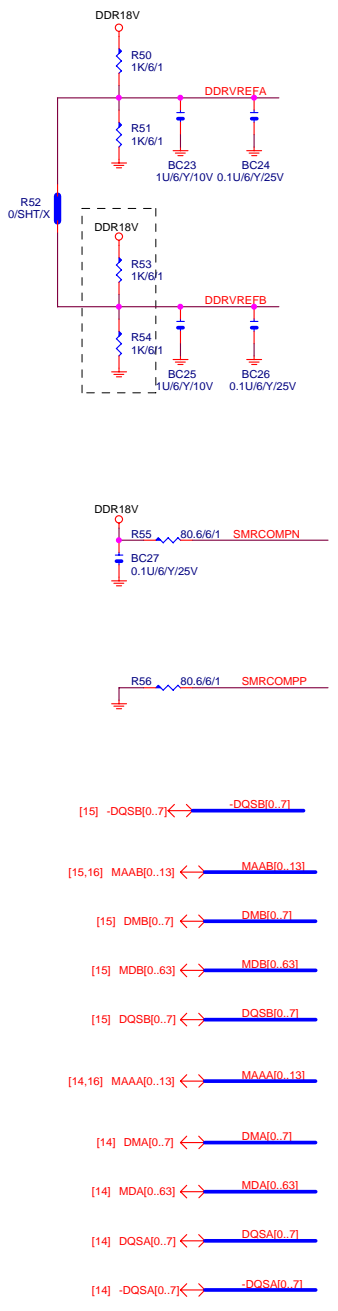 DDR18V
R50
1K/6/1
DDRVREFA
R51
1K/6/1
BC23
1U/6/Y/10V
BC24
0.1U/6/Y/25V
R52
0/SHT/X
DDR18V
R53
1K/6/1
DDRVREFB
R54
1K/6/1
BC25
1U/6/Y/10V
BC26
0.1U/6/Y/25V
DDR18V
R55 80.6/6/1 SMRCOMPN
BC27
0.1U/6/Y/25V
R56 80.6/6/1 SMRCOMPP
[15] -DQSB[0..7] -DQSB[0..7]
[15,16] MAAB[0..13] MAAB[0..13]
[15] DMB[0..7] DMB[0..7]
[15] MDB[0..63] MDB[0..63]
[15] DQSB[0..7] DQSB[0..7]
[14,16] MAAA[0..13] MAAA[0..13]
[14] DMA[0..7] DMA[0..7]
[14] MDA[0..63] MDA[0..63]
[14] DQSA[0..7] DQSA[0..7]
[14] -DQSA[0..7] -DQSA[0..7]